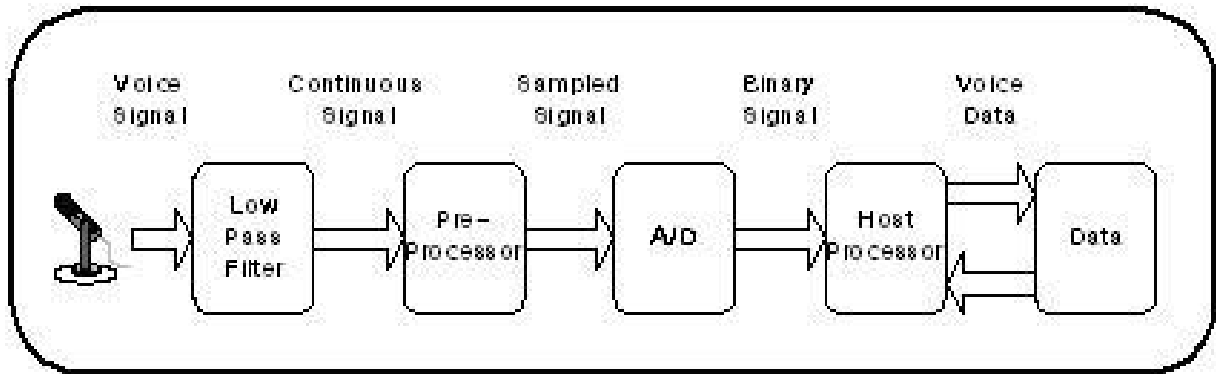 Voice
Signal
Continuous
Signal
Sampled
Signal
Binary
Signal
Voice
Data
Low
Pass
Filter
Pre-
Processor
A/D
Host
Processor
Data